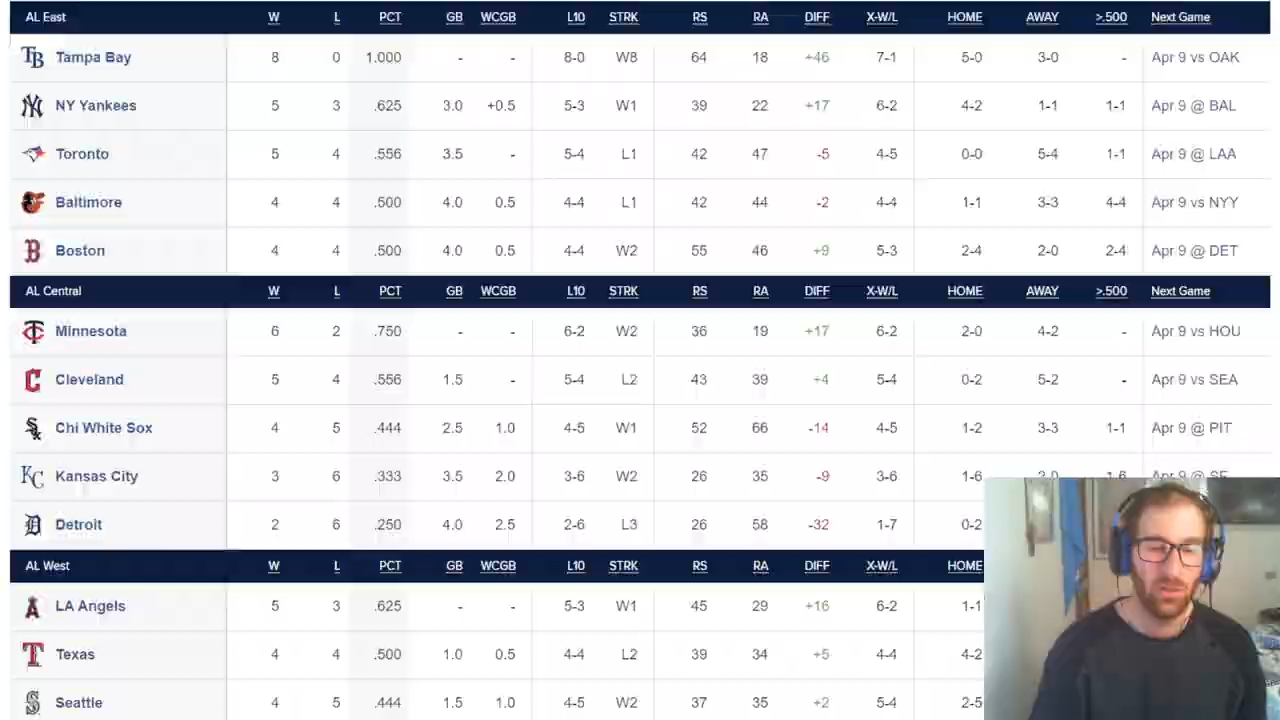 AL East W L PCT GB WCGB L10 STRK RS RA DIFF X-W/L HOME AWAY >.500 Next Game
Tampa Bay 8 0 1.000 - - 8-0 W8 64 18 +46 7-1 5-0 3-0 - Apr 9 vs OAK
NY Yankees 5 3 .625 3.0 +0.5 5-3 W1 39 22 +17 6-2 4-2 1-1 1-1 Apr 9 @ BAL
Toronto 5 4 .556 3.5 - 5-4 L1 42 47 -5 4-5 0-0 5-4 1-1 Apr 9 @ LAA
Baltimore 4 4 .500 4.0 0.5 4-4 L1 42 44 -2 4-4 1-1 3-3 4-4 Apr 9 vs NYY
Boston 4 4 .500 4.0 0.5 4-4 W2 55 46 +9 5-3 2-4 2-0 2-4 Apr 9 @ DET
AL Central W L PCT GB WCGB L10 STRK RS RA DIFF X-W/L HOME AWAY >.500 Next Game
Minnesota 6 2 .750 - - 6-2 W2 36 19 +17 6-2 2-0 4-2 - Apr 9 vs HOU
Cleveland 5 4 .556 1.5 - 5-4 L2 43 39 +4 5-4 0-2 5-2 - Apr 9 vs SEA
Chi White Sox 4 5 .444 2.5 1.0 4-5 W1 52 66 -14 4-5 1-2 3-3 1-1 Apr 9 @ PIT
Kansas City 3 6 .333 3.5 2.0 3-6 W2 26 35 -9 3-6 1-6 2-0 1-6 Apr 9 @ SF
Detroit 2 6 .250 4.0 2.5 2-6 L3 26 58 -32 1-7 0-2
AL West W L PCT GB WCGB L10 STRK RS RA DIFF X-W/L HOME
LA Angels 5 3 .625 - - 5-3 W1 45 29 +16 6-2 1-1
Texas 4 4 .500 1.0 0.5 4-4 L2 39 34 +5 4-4 4-2
Seattle 4 5 .444 1.5 1.0 4-5 W2 37 35 +2 5-4 2-5